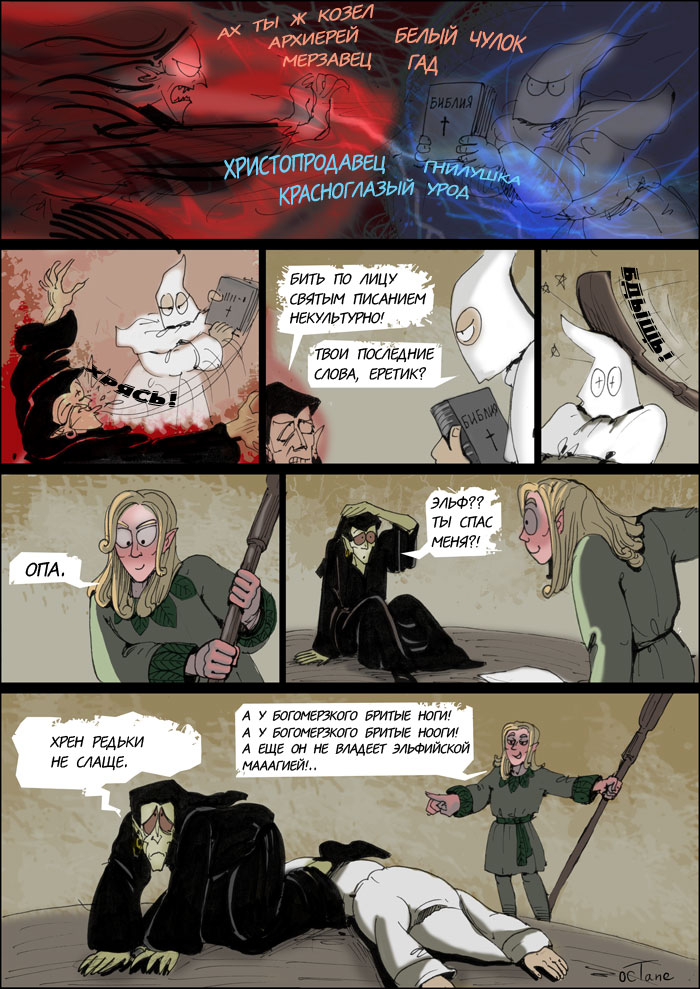 АХ ТЫ Ж КОЗЕЛ
АРХИЕРЕЙ
МЕРЗАВЕЦ
БЕЛЫЙ ЧУЛОК
ГАД
БИБЛИЯ
ХРИСТОПРОДАВЕЦ
ГНИЛУШКА
КРАСНОГЛАЗЫЙ УРОД
ХРЯСЬ!
БИТЬ ПО ЛИЦУ
СВЯТЫМ ПИСАНИЕМ
НЕКУЛЬТУРНО!
ТВОИ ПОСЛЕДНИЕ
СЛОВА, ЕРЕТИК?
БИБЛИЯ
БДЫЩЬ!
ОПА.
ЭЛЬФ??
ТЫ СПАС
МЕНЯ?!
ХРЕН РЕДЬКИ
НЕ СЛАЩЕ.
А У БОГОМЕРЗКОГО БРИТЫЕ НОГИ!
А У БОГОМЕРЗКОГО БРИТЫЕ НООГИ!
А ЕЩЕ ОН НЕ ВЛАДЕЕТ ЭЛЬФИЙСКОЙ
МАААГИЕЙ!..
octane